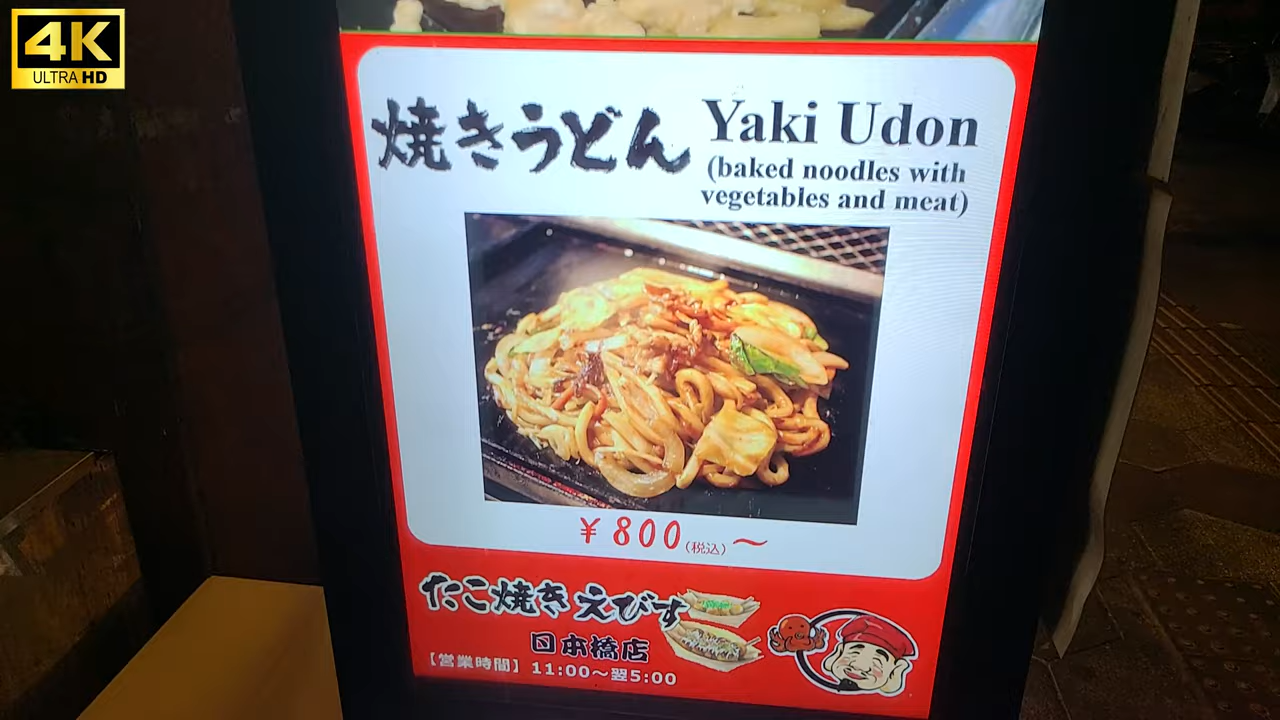 4K
ULTRA HD
焼きうどん
Yaki Udon
(baked noodles with
vegetables and meat)
￥800(税込)〜
たこ焼きえびす
日本橋店
【営業時間】11:00〜翌5:00